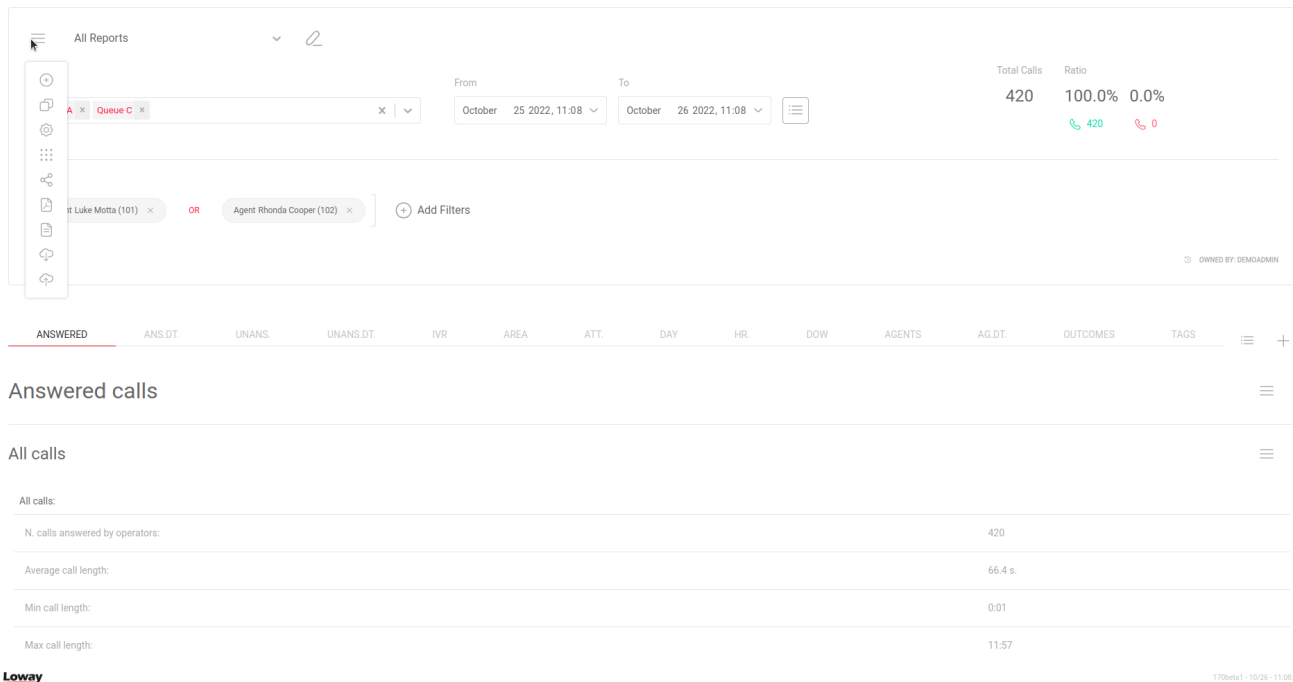 All Reports
From
To
Total Calls
Ratio
A × Queue C ×
October 25 2022, 11:08
October 26 2022, 11:08
420
100.0% 0.0%
420
0
nt Luke Motta (101) ×
OR
Agent Rhonda Cooper (102) ×
Add Filters
OWNED BY: DEMOADMIN
ANSWERED ANS.DT. UNANS. UNANS.DT. IVR AREA ATT. DAY HR. DOW AGENTS AG.DT. OUTCOMES TAGS
Answered calls
All calls
All calls:
N. calls answered by operators: 420
Average call length: 66.4 s.
Min call length: 0:01
Max call length: 11:57
Loway
170beta1 - 10/26 - 11:08: